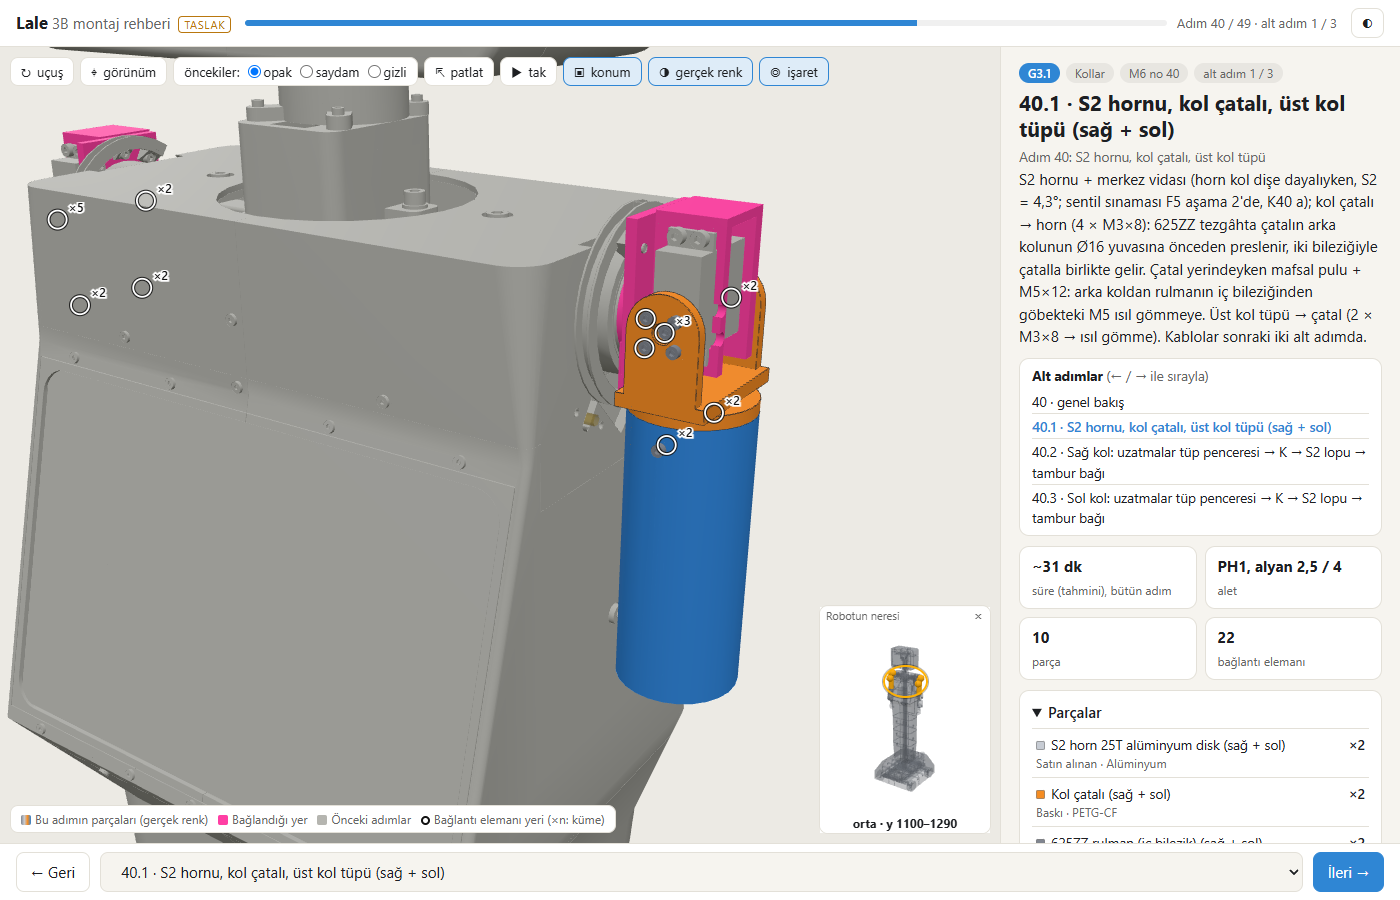 Lale 3B montaj rehberi TASLAK
Adım 40 / 49 · alt adım 1 / 3
uçuş
görünüm
öncekiler: opak saydam gizli
patlat
tak
konum
gerçek renk
işaret
×5
×2
×2
×2
×2
×3
×2
×2
Robotun neresi ×
orta · y 1100–1290
Bu adımın parçaları (gerçek renk)
Bağlandığı yer
Önceki adımlar
Bağlantı elemanı yeri (×n: küme)
G3.1 Kollar M6 no 40 alt adım 1 / 3
40.1 · S2 hornu, kol çatalı, üst kol
tüpü (sağ + sol)
Adım 40: S2 hornu, kol çatalı, üst kol tüpü
S2 hornu + merkez vidası (horn kol dişe dayalıyken, S2
= 4,3°; sentil sınaması F5 aşama 2'de, K40 a); kol çatalı
→ horn (4 × M3×8): 625ZZ tezgâhta çatalın arka
kolunun Ø16 yuvasına önceden preslenir, iki bileziğiyle
çatalla birlikte gelir. Çatal yerindeyken mafsal pulu +
M5×12: arka koldan rulmanın iç bileziğinden
göbekteki M5 ısıl gömmeye. Üst kol tüpü → çatal (2 ×
M3×8 → ısıl gömme). Kablolar sonraki iki alt adımda.
Alt adımlar (← / → ile sırayla)
40 · genel bakış
40.1 · S2 hornu, kol çatalı, üst kol tüpü (sağ + sol)
40.2 · Sağ kol: uzatmalar tüp penceresi → K → S2 lopu →
tambur bağı
40.3 · Sol kol: uzatmalar tüp penceresi → K → S2 lopu →
tambur bağı
~31 dk
süre (tahmini), bütün adım
PH1, alyan 2,5 / 4
alet
10
parça
22
bağlantı elemanı
▼ Parçalar
S2 horn 25T alüminyum disk (sağ + sol) ×2
Satın alınan · Alüminyum
Kol çatalı (sağ + sol) ×2
Baskı · PETG-CF
625ZZ rulman (iç bilezik) (sağ + sol) ×2
← Geri
40.1 · S2 hornu, kol çatalı, üst kol tüpü (sağ + sol)
İleri →